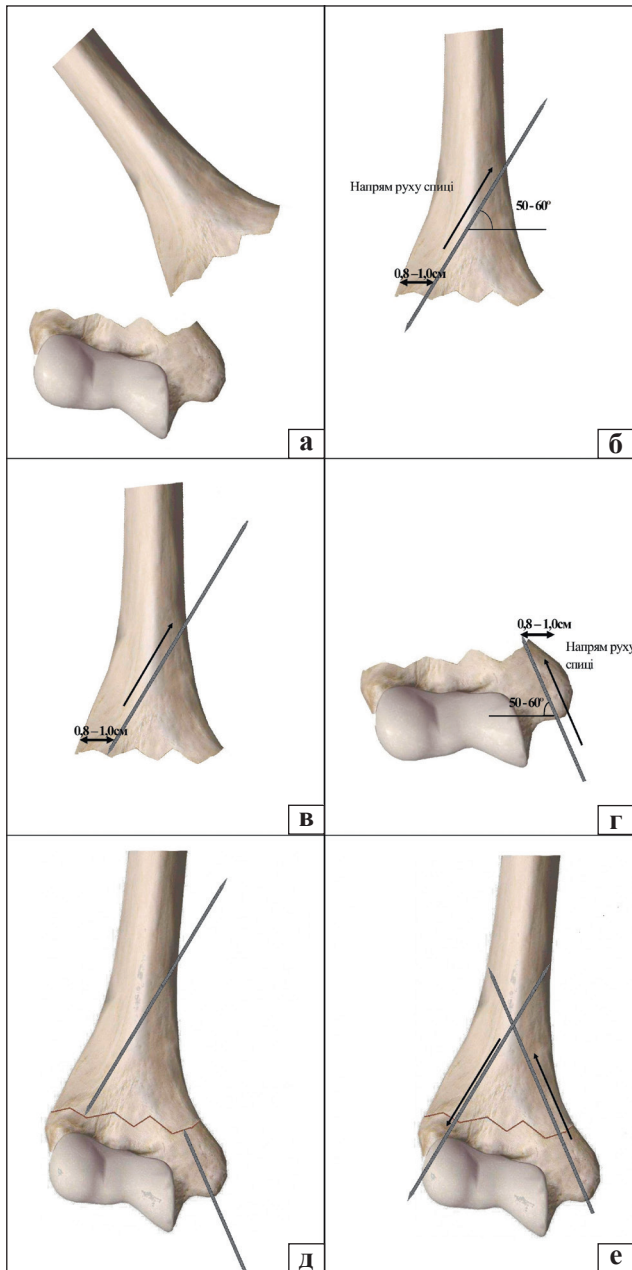 а
Напрям руху спиці
50 - 60°
0,8 – 1,0см
б
0,8 – 1,0см
в
0,8 – 1,0см
Напрям руху
спиці
50 - 60°
г
д
е